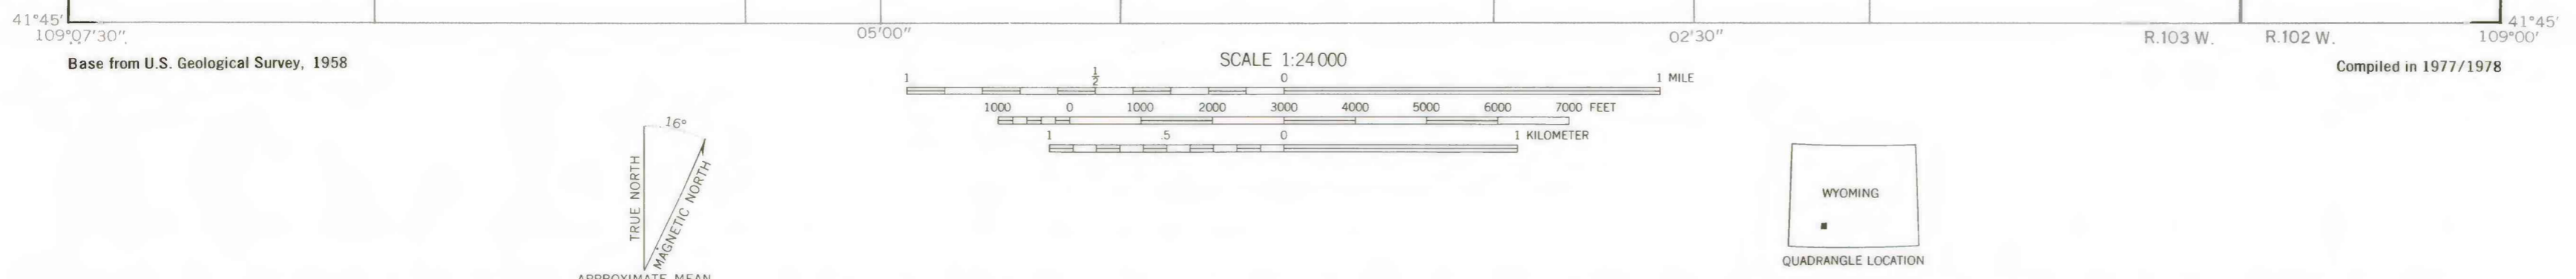 41°45' 41°45'
109°07'30" 05'00" 02'30" R.103 W. R.102 W. 109°00'
Base from U.S. Geological Survey, 1958
SCALE 1:24 000
Compiled in 1977/1978
1 ½ 0 1 MILE
1000 0 1000 2000 3000 4000 5000 6000 7000 FEET
1 .5 0 1 KILOMETER
16°
TRUE NORTH
MAGNETIC NORTH
APPROXIMATE MEAN
WYOMING
QUADRANGLE LOCATION